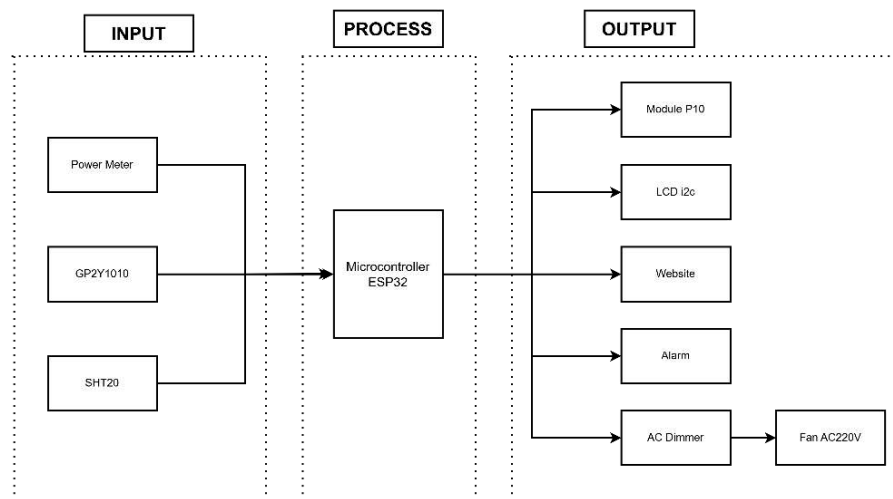 INPUT
PROCESS
OUTPUT
Power Meter
GP2Y1010
SHT20
Microcontroller
ESP32
Module P10
LCD i2c
Website
Alarm
AC Dimmer
Fan AC220V